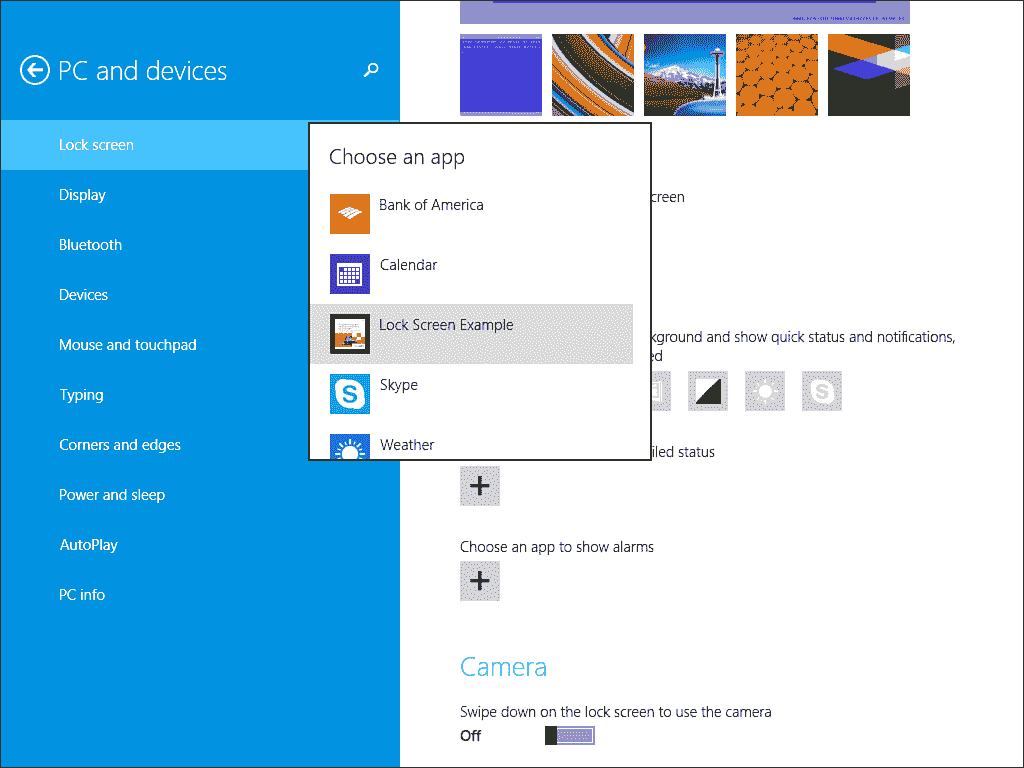 PC and devices
Lock screen
Display
Bluetooth
Devices
Mouse and touchpad
Typing
Corners and edges
Power and sleep
AutoPlay
PC info
Choose an app
Bank of America
Calendar
Lock Screen Example
Skype
Weather
creen
kground and show quick status and notifications,
ed
iled status
Choose an app to show alarms
Camera
Swipe down on the lock screen to use the camera
Off